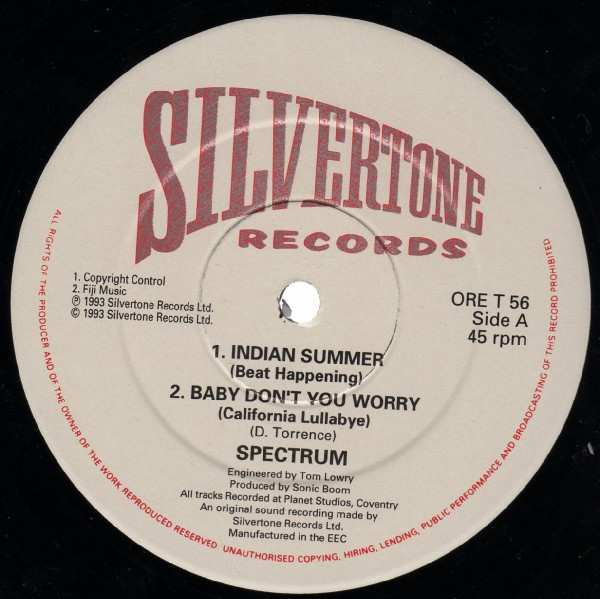 SILVERTONE
RECORDS
1. Copyright Control
2. Fiji Music
℗ 1993 Silvertone Records Ltd.
© 1993 Silvertone Records Ltd.
ORE T 56
Side A
45 rpm
1. INDIAN SUMMER
(Beat Happening)
2. BABY DON'T YOU WORRY
(California Lullabye)
(D. Torrence)
SPECTRUM
Engineered by Tom Lowry
Produced by Sonic Boom
All tracks Recorded at Planet Studios, Coventry
An original sound recording made by
Silvertone Records Ltd.
Manufactured in the EEC
ALL RIGHTS OF THE PRODUCER AND OF THE OWNER OF THE WORK REPRODUCED RESERVED. UNAUTHORISED COPYING, HIRING, LENDING, PUBLIC PERFORMANCE AND BROADCASTING OF THIS RECORD PROHIBITED